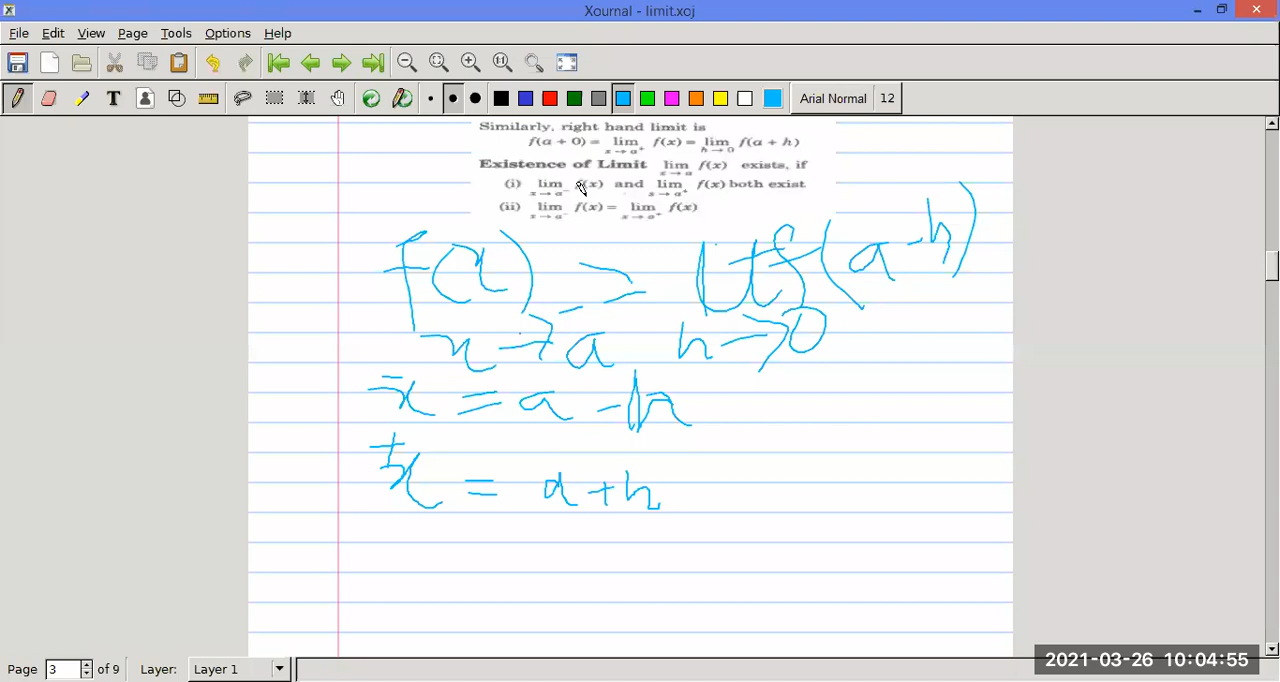 Xournal - limit.xoj
File Edit View Page Tools Options Help
Arial Normal 12
Similarly, right hand limit is
f(a + 0) = lim x→a⁺ f(x) = lim h→0 f(a + h)
Existence of Limit lim x→a f(x) exists, if
(i) lim x→a⁻ f(x) and lim x→a⁺ f(x) both exist
(ii) lim x→a⁻ f(x) = lim x→a⁺ f(x)
f(x) = lt f(a-h)
x→a h→0
x = a - h
x = a + h
Page 3 of 9 Layer: Layer 1
2021-03-26 10:04:55